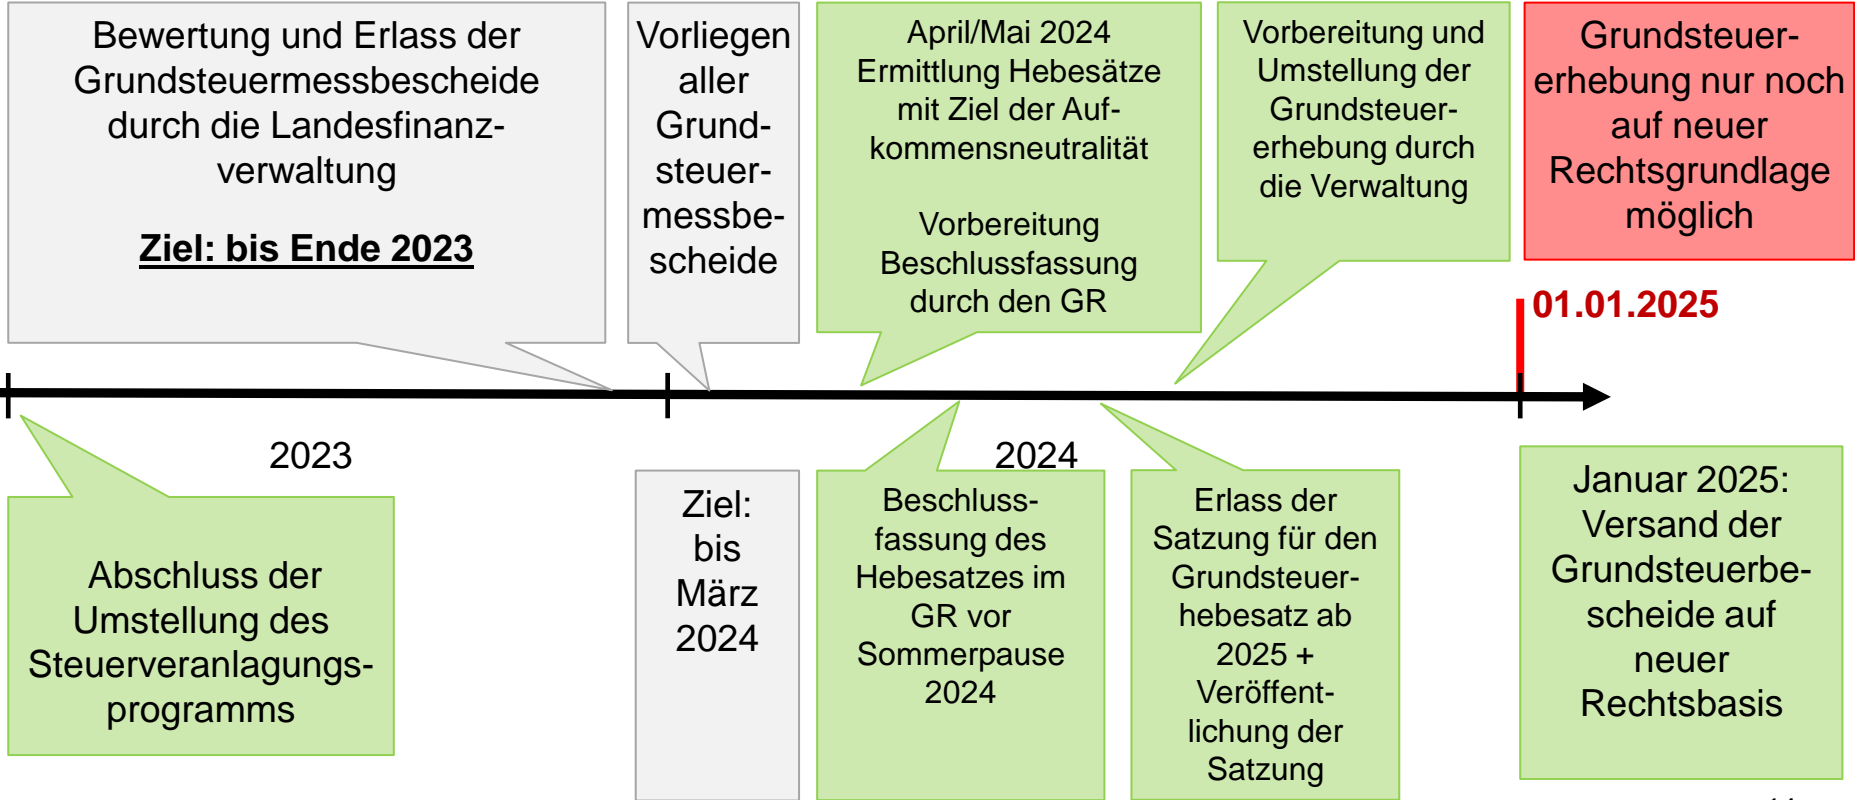 Bewertung und Erlass der
Grundsteuermessbescheide
durch die Landesfinanz-
verwaltung
Ziel: bis Ende 2023
Vorliegen
aller
Grund-
steuer-
messbe-
scheide
April/Mai 2024
Ermittlung Hebesätze
mit Ziel der Auf-
kommensneutralität
Vorbereitung
Beschlussfassung
durch den GR
Vorbereitung und
Umstellung der
Grundsteuer-
erhebung durch
die Verwaltung
Grundsteuer-
erhebung nur noch
auf neuer
Rechtsgrundlage
möglich
01.01.2025
2023
2024
Abschluss der
Umstellung des
Steuerveranlagungs-
programms
Ziel:
bis
März
2024
Beschluss-
fassung des
Hebesatzes im
GR vor
Sommerpause
2024
Erlass der
Satzung für den
Grundsteuer-
hebesatz ab
2025 +
Veröffent-
lichung der
Satzung
Januar 2025:
Versand der
Grundsteuerbe-
scheide auf
neuer
Rechtsbasis